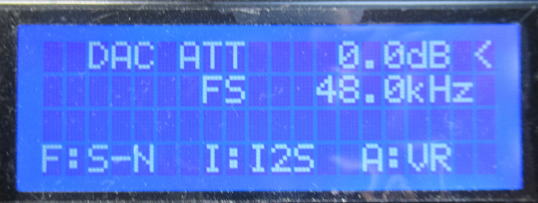 DAC ATT 0.0dB <
FS 48.0kHz
F:S-N I:I2S A:VR